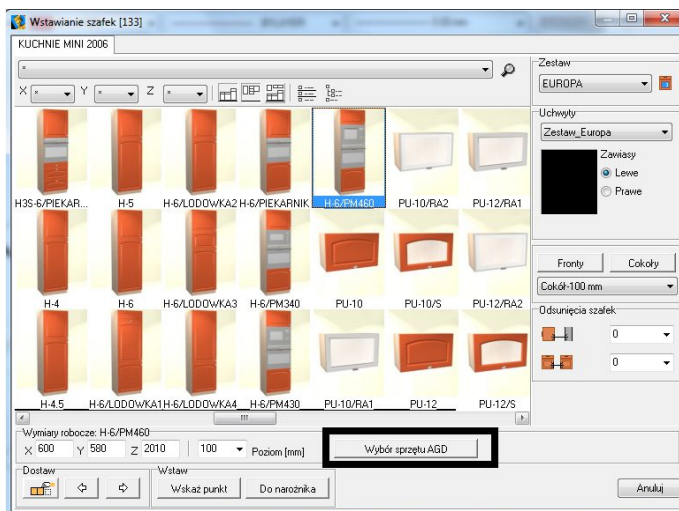 Wstawianie szafek [133]
KUCHNIE MINI 2006
Zestaw
EUROPA
X * Y * Z *
Uchwyty
Zestaw_Europa
Zawiasy
Lewe
Prawe
H3S-6/PIEKAR... H-5 H-6/LODOWKA2 H-6/PIEKARNIK H-6/PM460 PU-10/RA2 PU-12/RA1
Fronty Cokoły
Cokół-100 mm
H-4 H-6 H-6/LODOWKA3 H-6/PM340 PU-10 PU-10/S PU-12/RA2
Odsunięcia szafek
0
0
H-4.5 H-6/LODOWKA1 H-6/LODOWKA4 H-6/PM430 PU-10/RA1 PU-12 PU-12/S
Wymiary robocze: H-6/PM460
X 600 Y 580 Z 2010 100 Poziom [mm] Wybór sprzętu AGD
Dostaw Wstaw
Wskaż punkt Do narożnika Anuluj